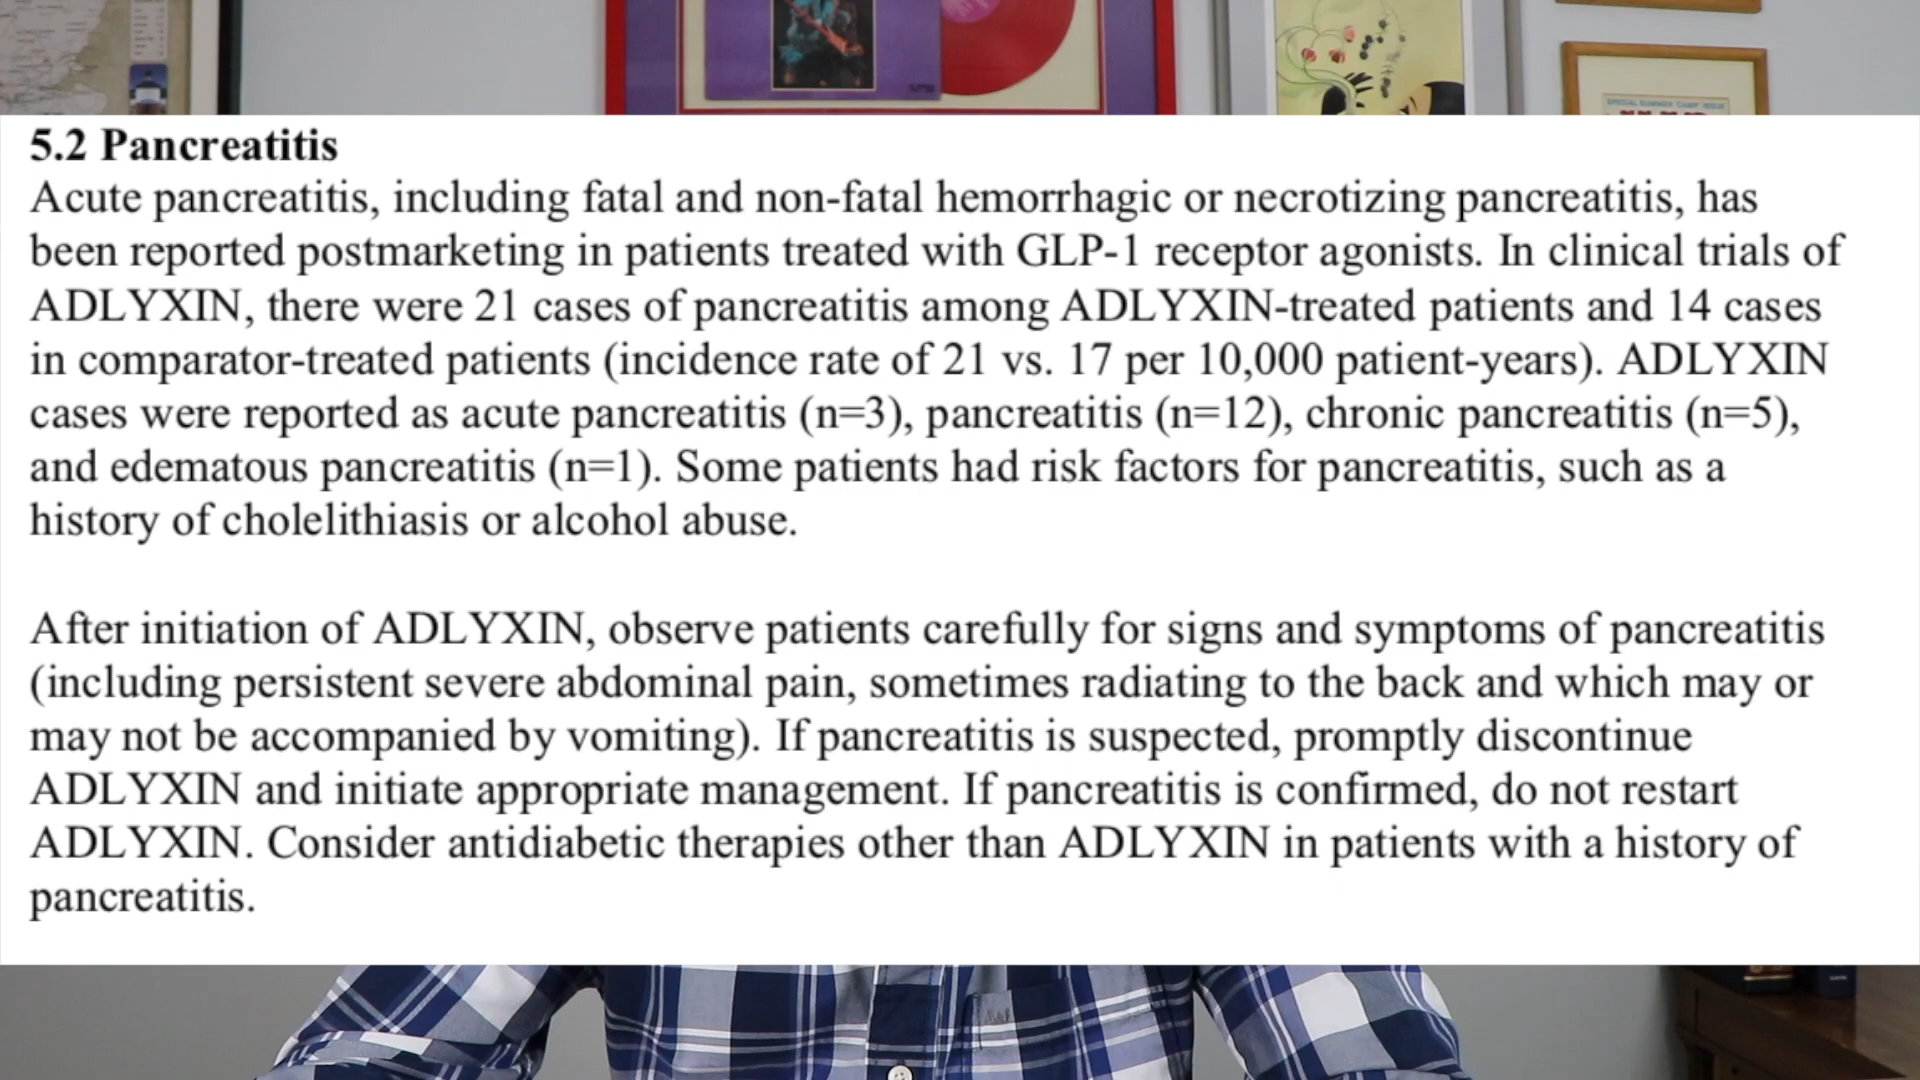 SPECIAL SUMMER "CAMP" ISSUE
5.2 Pancreatitis
Acute pancreatitis, including fatal and non-fatal hemorrhagic or necrotizing pancreatitis, has
been reported postmarketing in patients treated with GLP-1 receptor agonists. In clinical trials of
ADLYXIN, there were 21 cases of pancreatitis among ADLYXIN-treated patients and 14 cases
in comparator-treated patients (incidence rate of 21 vs. 17 per 10,000 patient-years). ADLYXIN
cases were reported as acute pancreatitis (n=3), pancreatitis (n=12), chronic pancreatitis (n=5),
and edematous pancreatitis (n=1). Some patients had risk factors for pancreatitis, such as a
history of cholelithiasis or alcohol abuse.
After initiation of ADLYXIN, observe patients carefully for signs and symptoms of pancreatitis
(including persistent severe abdominal pain, sometimes radiating to the back and which may or
may not be accompanied by vomiting). If pancreatitis is suspected, promptly discontinue
ADLYXIN and initiate appropriate management. If pancreatitis is confirmed, do not restart
ADLYXIN. Consider antidiabetic therapies other than ADLYXIN in patients with a history of
pancreatitis.